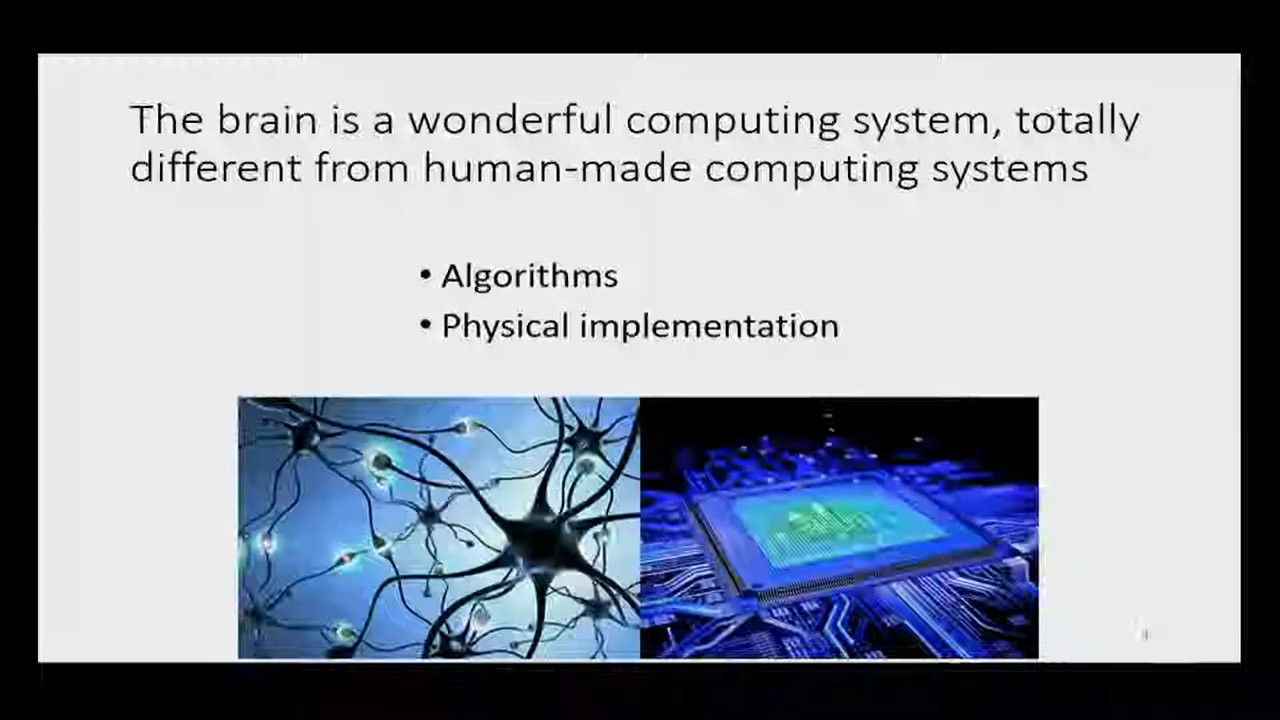 The brain is a wonderful computing system, totally
different from human-made computing systems
• Algorithms
• Physical implementation